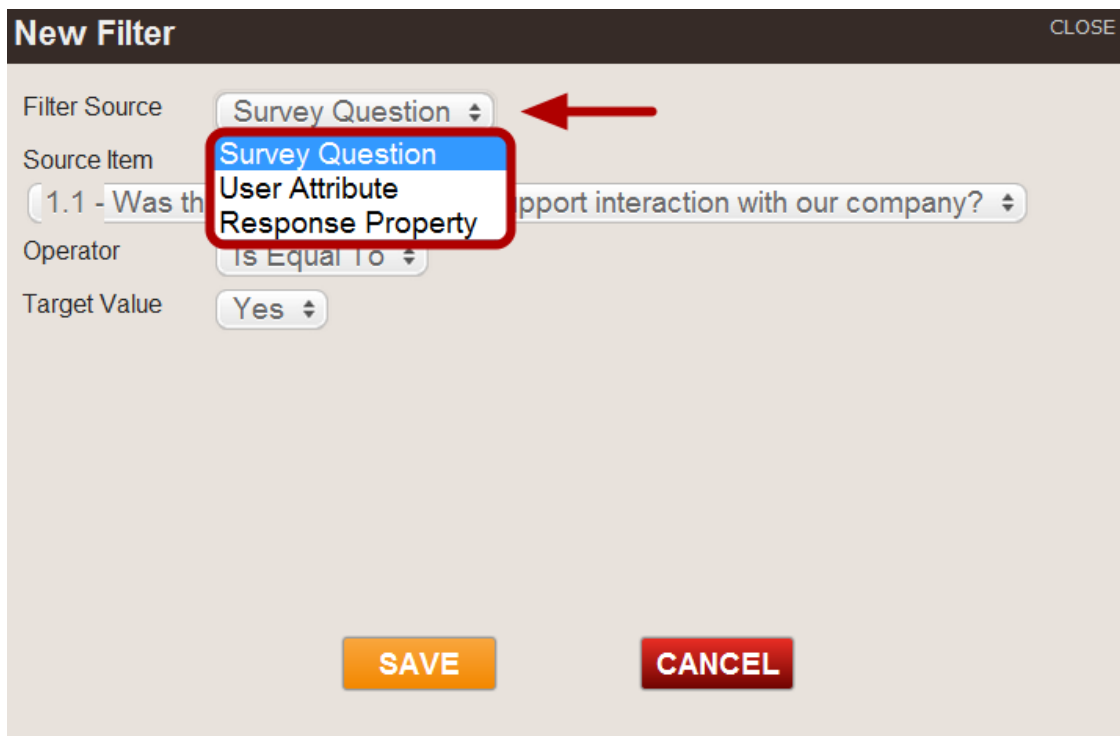 New Filter CLOSE
Filter Source Survey Question
Survey Question
Source Item
User Attribute
1.1 - Was th pport interaction with our company?
Response Property
Operator Is Equal To
Target Value Yes
SAVE CANCEL